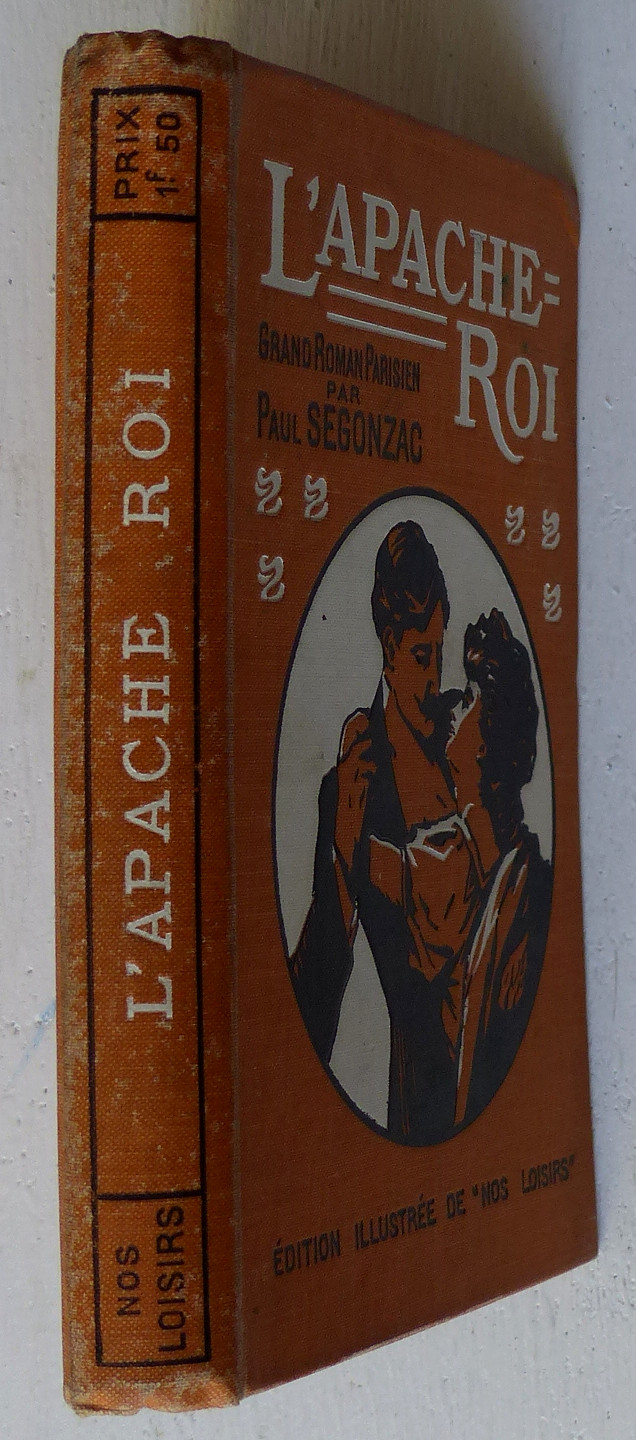 PRIX
1F 50
L'APACHE ROI
NOS
LOISIRS
L'APACHE=
ROI
GRAND ROMAN PARISIEN
PAR
PAUL SEGONZAC
ÉDITION ILLUSTRÉE DE "NOS LOISIRS"